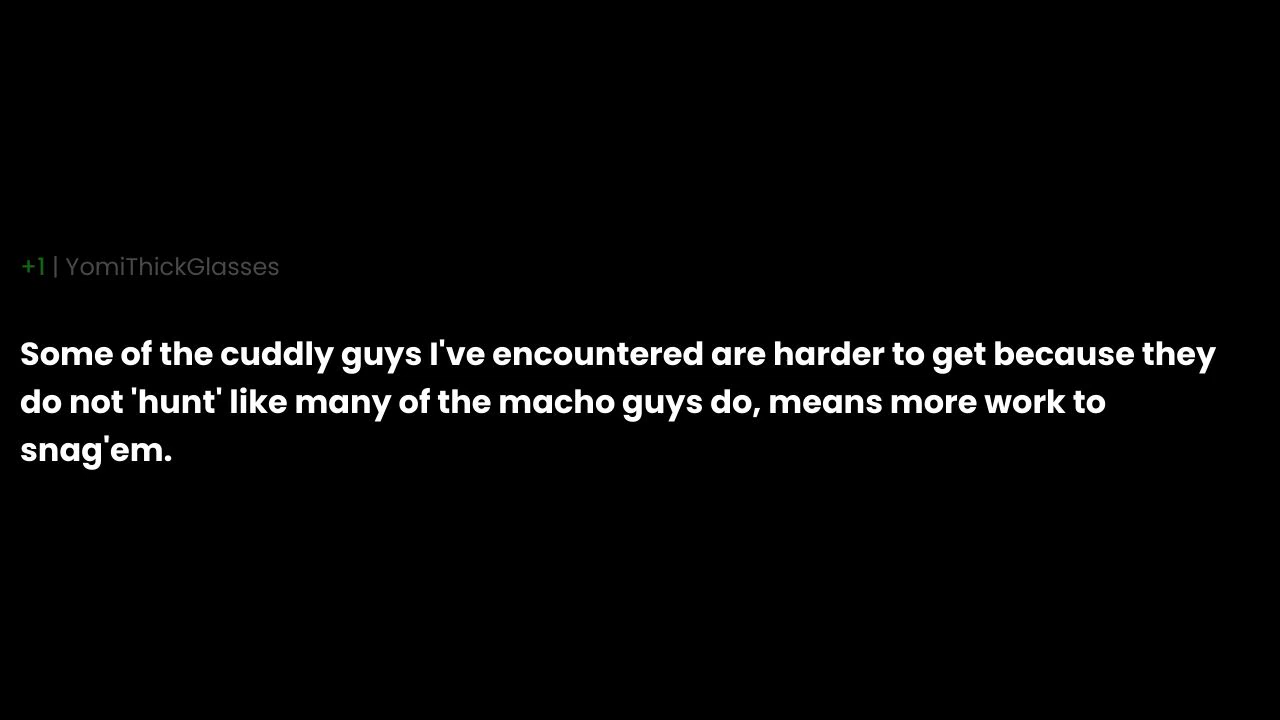 +1 | YomiThickGlasses
Some of the cuddly guys I've encountered are harder to get because they
do not 'hunt' like many of the macho guys do, means more work to
snag'em.